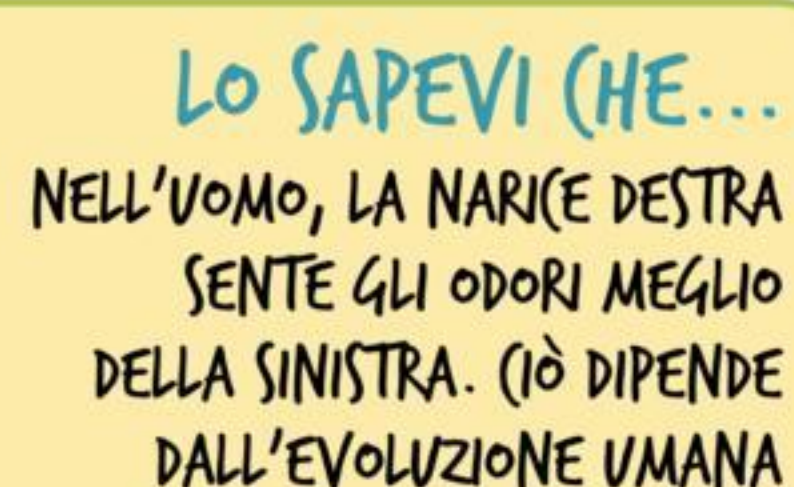 LO SAPEVI CHE...
NELL'UOMO, LA NARICE DESTRA
SENTE GLI ODORI MEGLIO
DELLA SINISTRA. CIÒ DIPENDE
DALL'EVOLUZIONE UMANA